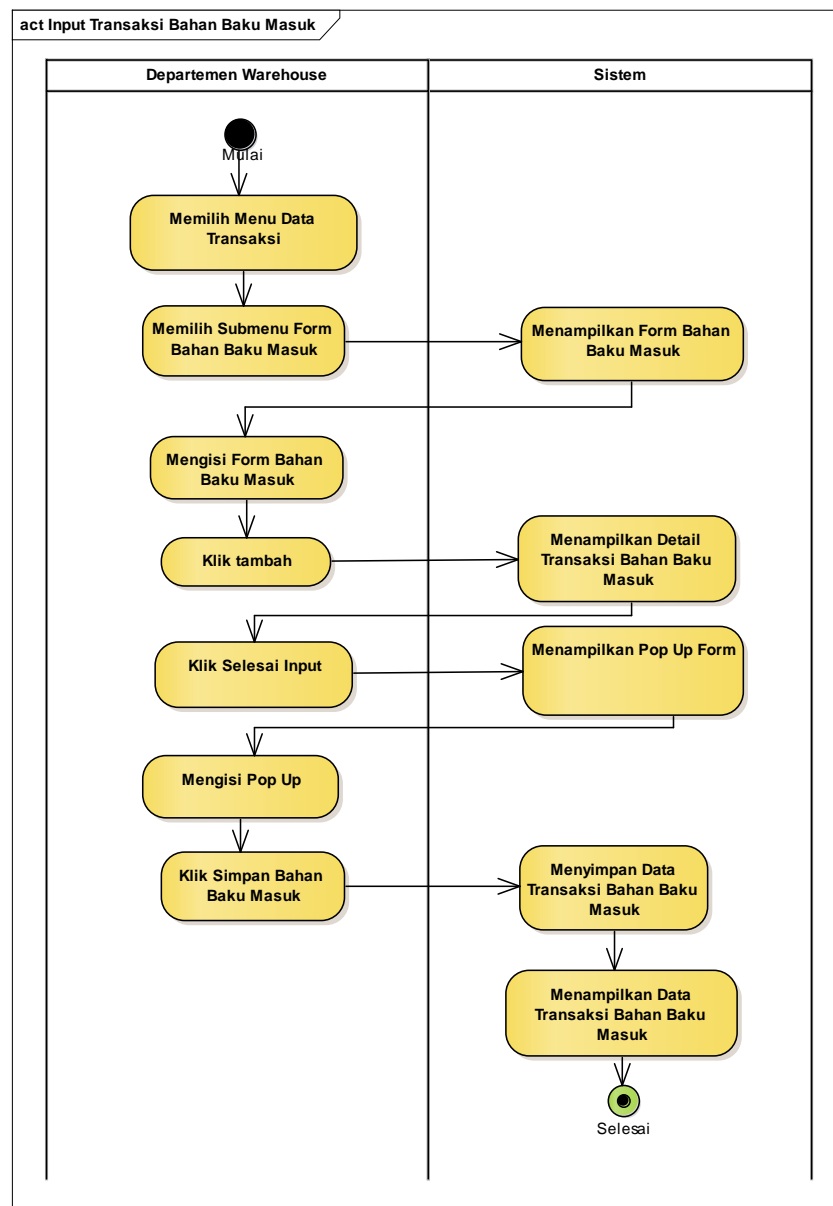 act Input Transaksi Bahan Baku Masuk
Departemen Warehouse
Sistem
Mulai
Memilih Menu Data
Transaksi
Memilih Submenu Form
Bahan Baku Masuk
Menampilkan Form Bahan
Baku Masuk
Mengisi Form Bahan
Baku Masuk
Klik tambah
Menampilkan Detail
Transaksi Bahan Baku
Masuk
Klik Selesai Input
Menampilkan Pop Up Form
Mengisi Pop Up
Klik Simpan Bahan
Baku Masuk
Menyimpan Data
Transaksi Bahan Baku
Masuk
Menampilkan Data
Transaksi Bahan Baku
Masuk
Selesai